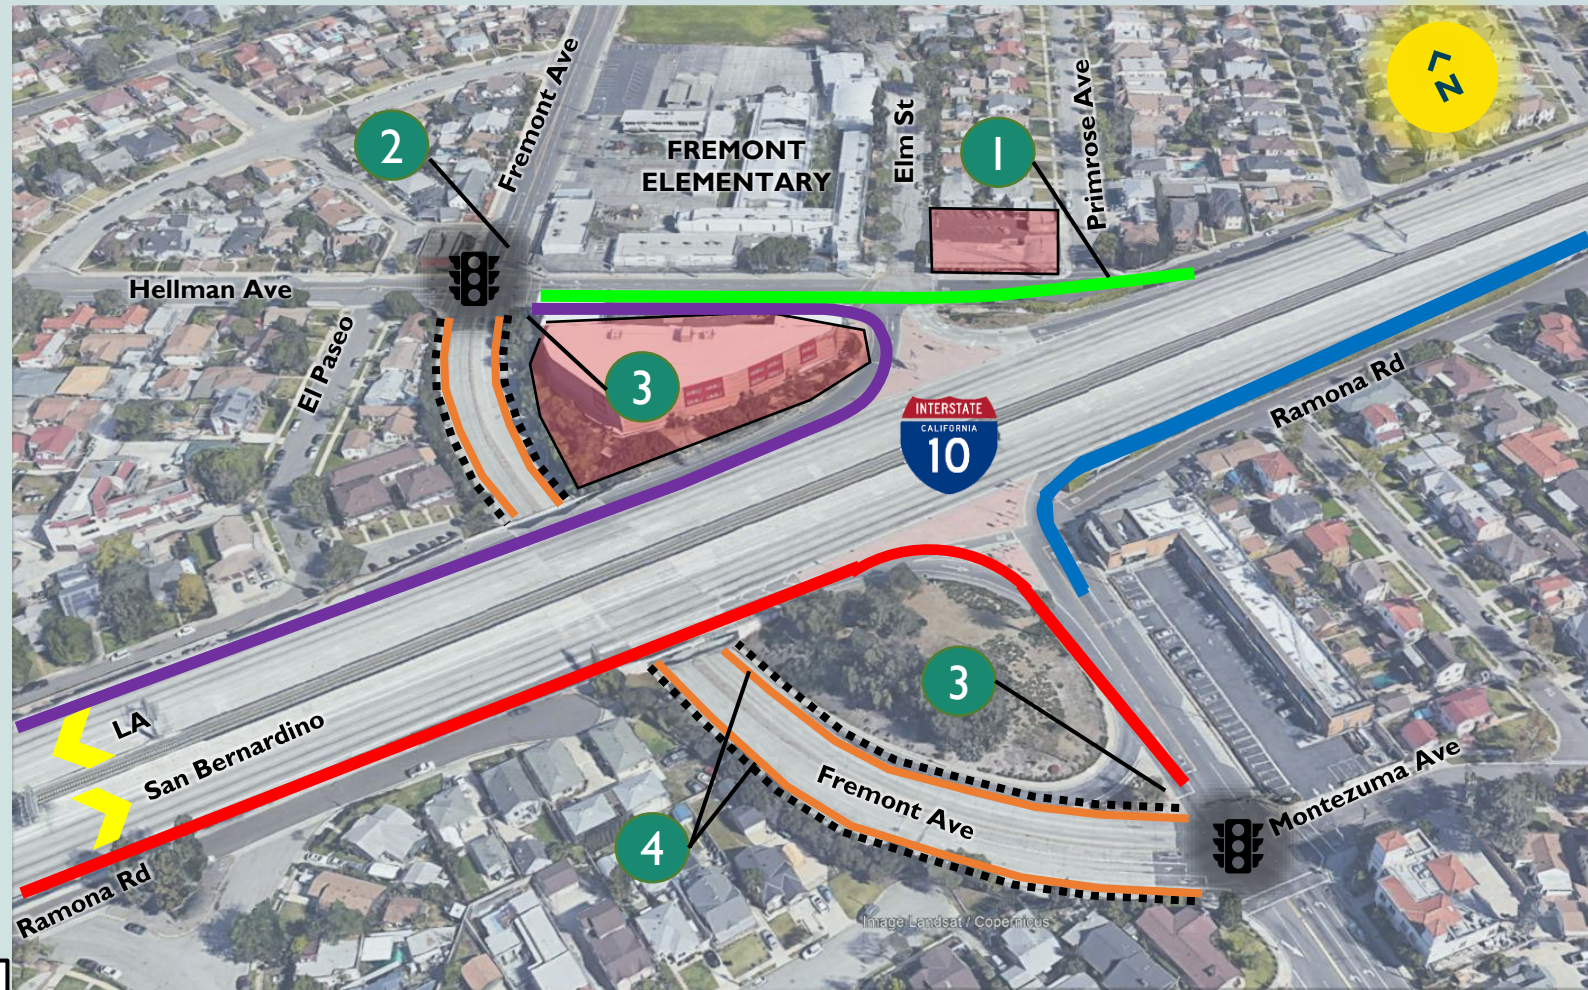 Fremont Ave
2
FREMONT
ELEMENTARY
Elm St
1
Primrose Ave
N
Hellman Ave
El Paseo
3
INTERSTATE
CALIFORNIA
10
Ramona Rd
LA
San Bernardino
3
Fremont Ave
Montezuma Ave
4
Ramona Rd
Image Landsat / Copernicus